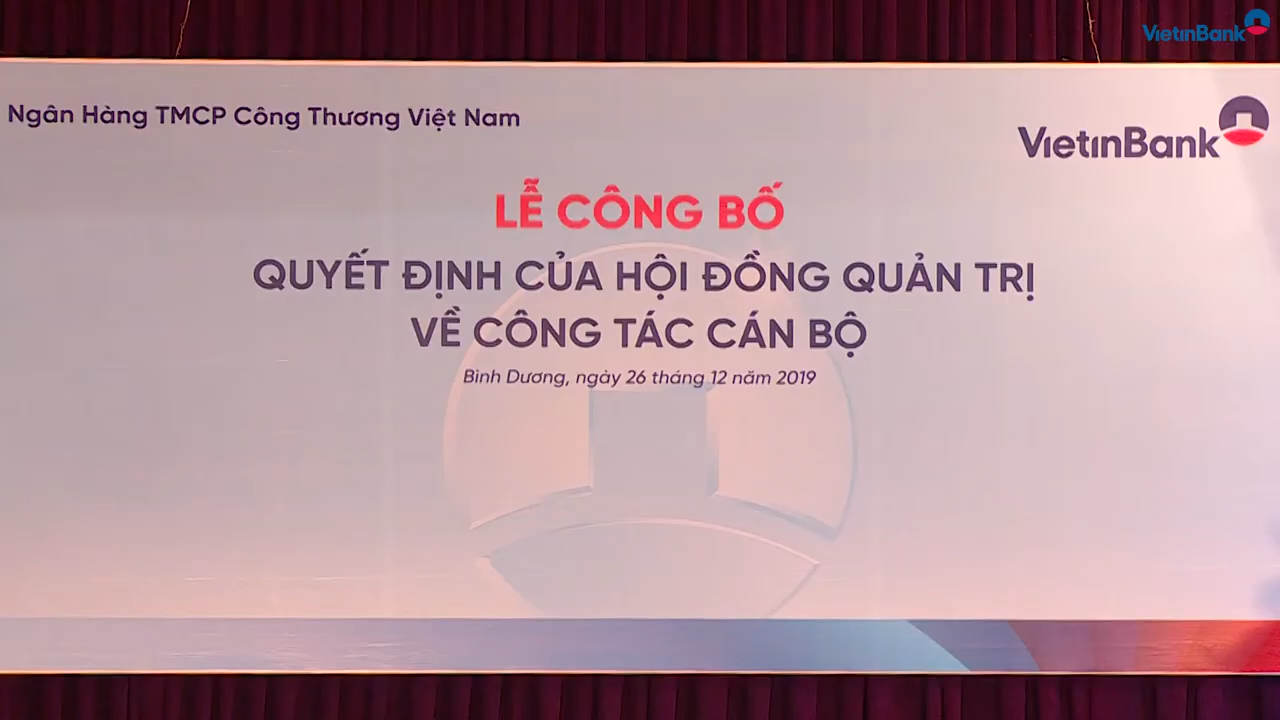 VietinBank
Ngân Hàng TMCP Công Thương Việt Nam
VietinBank
LỄ CÔNG BỐ
QUYẾT ĐỊNH CỦA HỘI ĐỒNG QUẢN TRỊ
VỀ CÔNG TÁC CÁN BỘ
Bình Dương, ngày 26 tháng 12 năm 2019